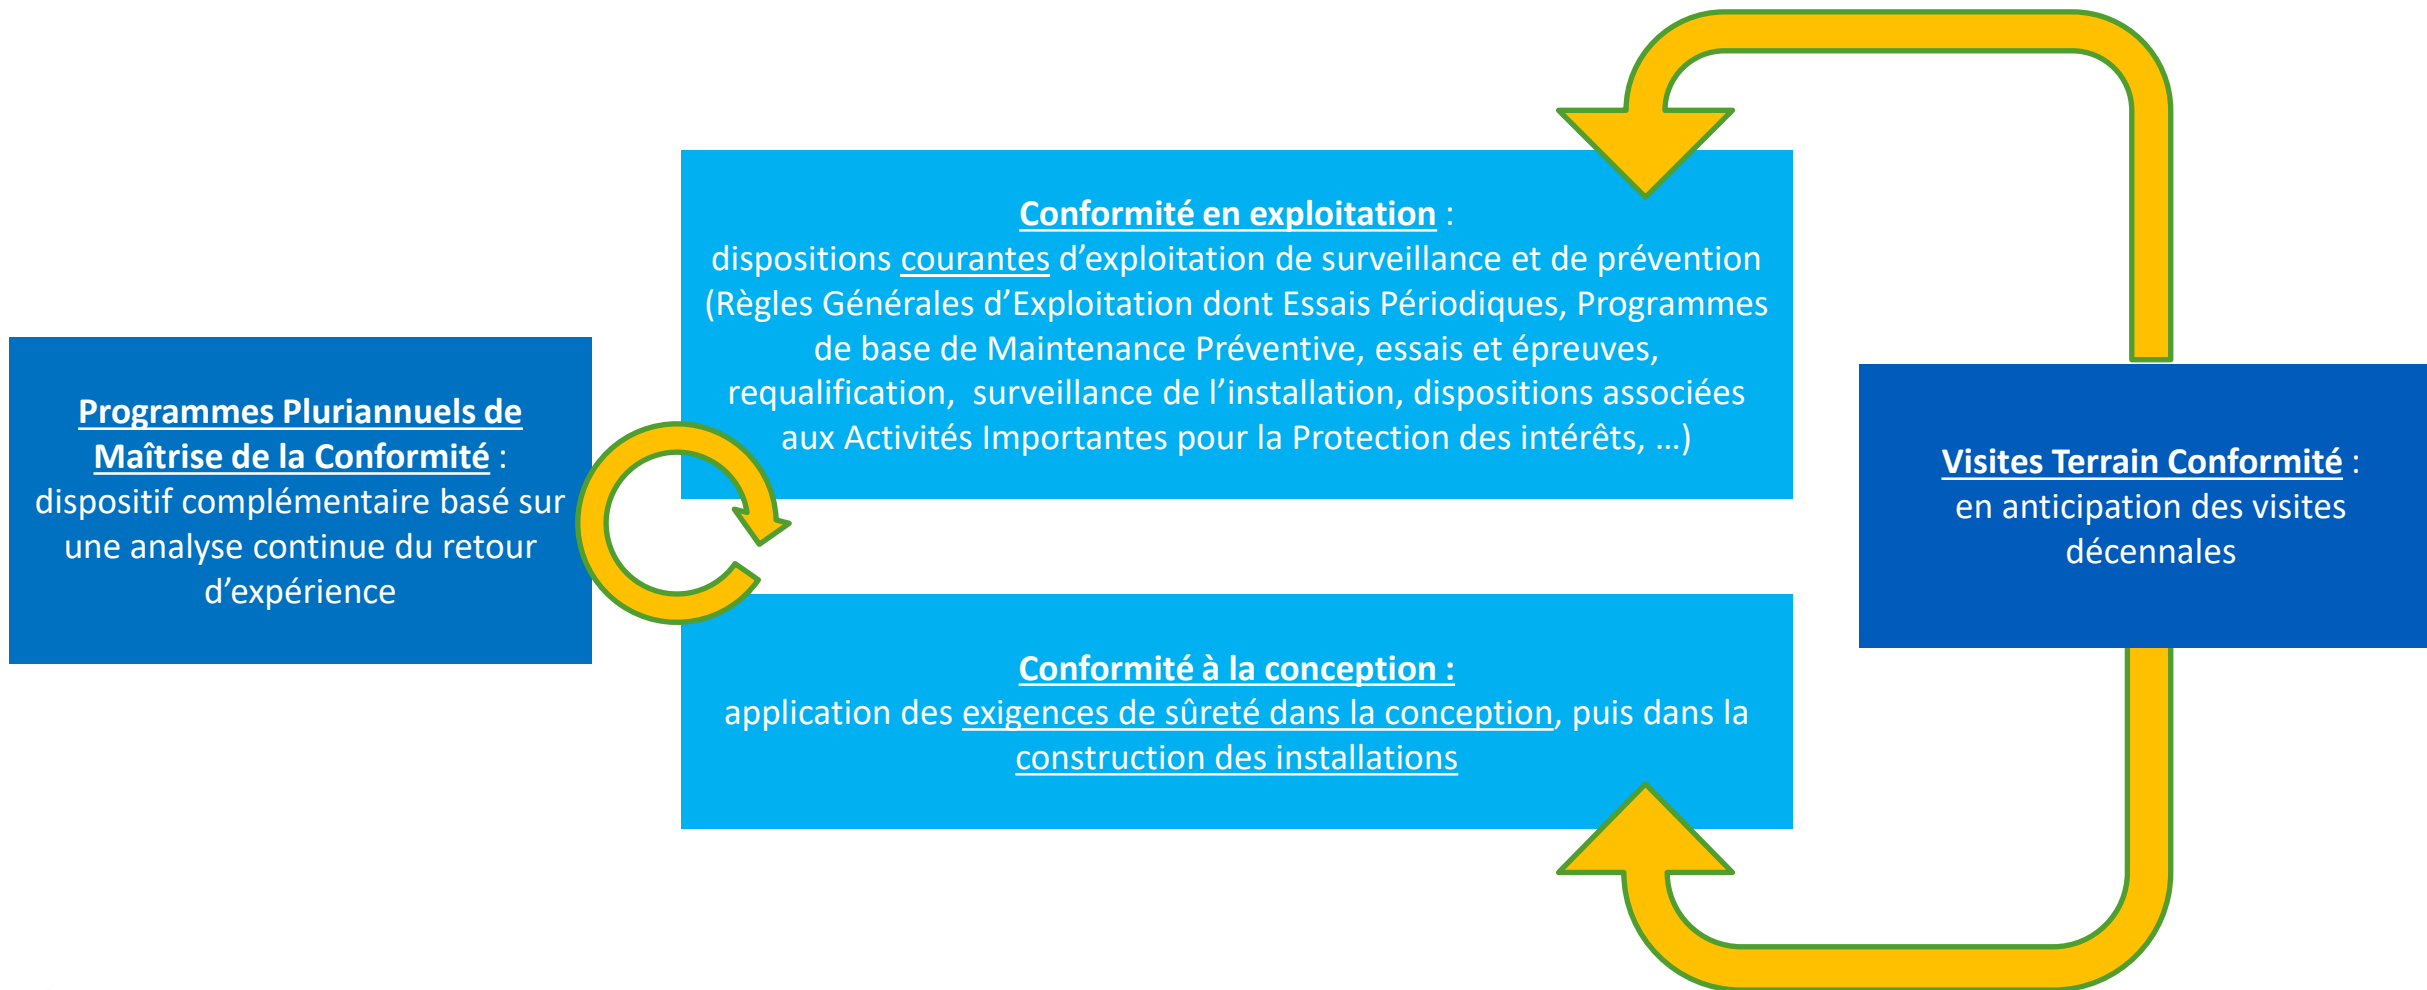 Programmes Pluriannuels de
Maîtrise de la Conformité :
dispositif complémentaire basé sur
une analyse continue du retour
d’expérience
Conformité en exploitation :
dispositions courantes d’exploitation de surveillance et de prévention
(Règles Générales d’Exploitation dont Essais Périodiques, Programmes
de base de Maintenance Préventive, essais et épreuves,
requalification, surveillance de l’installation, dispositions associées
aux Activités Importantes pour la Protection des intérêts, …)
Conformité à la conception :
application des exigences de sûreté dans la conception, puis dans la
construction des installations
Visites Terrain Conformité :
en anticipation des visites
décennales